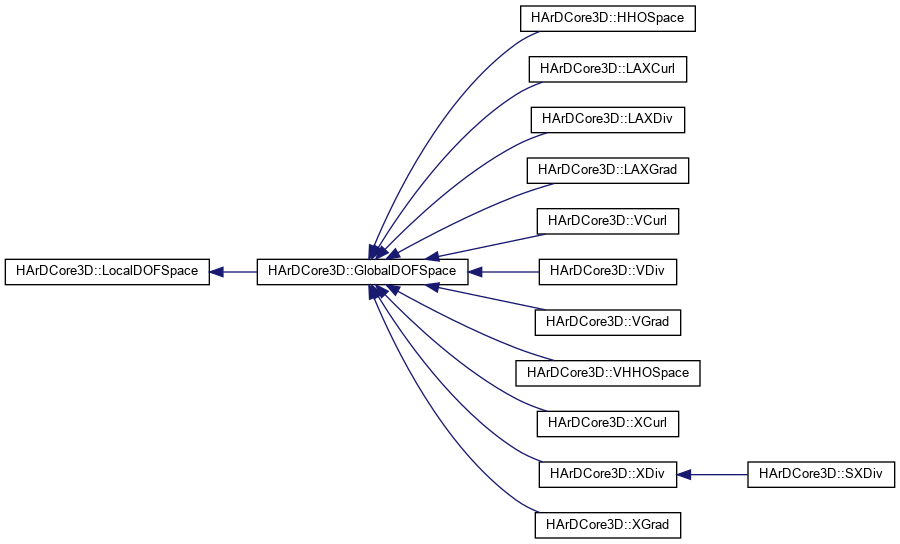 HArDCore3D::HHOSpace
HArDCore3D::LAXCurl
HArDCore3D::LAXDiv
HArDCore3D::LAXGrad
HArDCore3D::VCurl
HArDCore3D::LocalDOFSpace
HArDCore3D::GlobalDOFSpace
HArDCore3D::VDiv
HArDCore3D::VGrad
HArDCore3D::VHHOSpace
HArDCore3D::XCurl
HArDCore3D::XDiv
HArDCore3D::SXDiv
HArDCore3D::XGrad